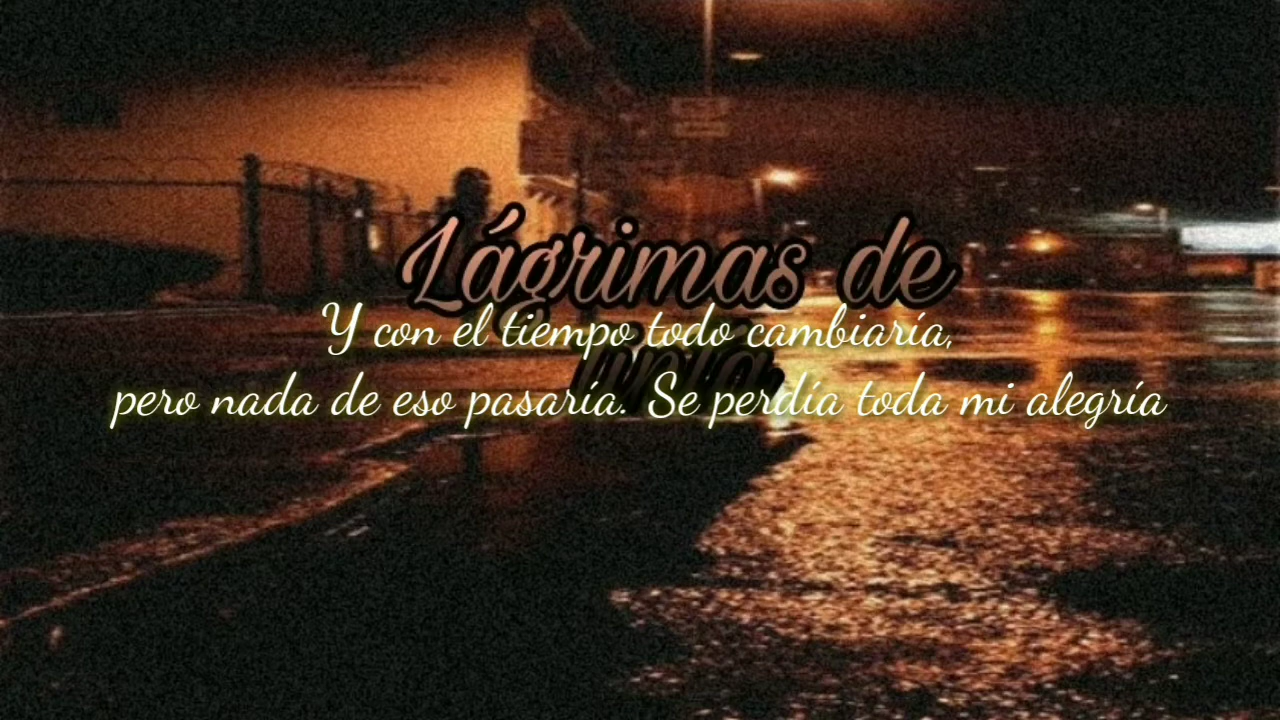 Lágrimas de
Y con el tiempo todo cambiaría,
pero nada de eso pasaría. Se perdía toda mi alegría